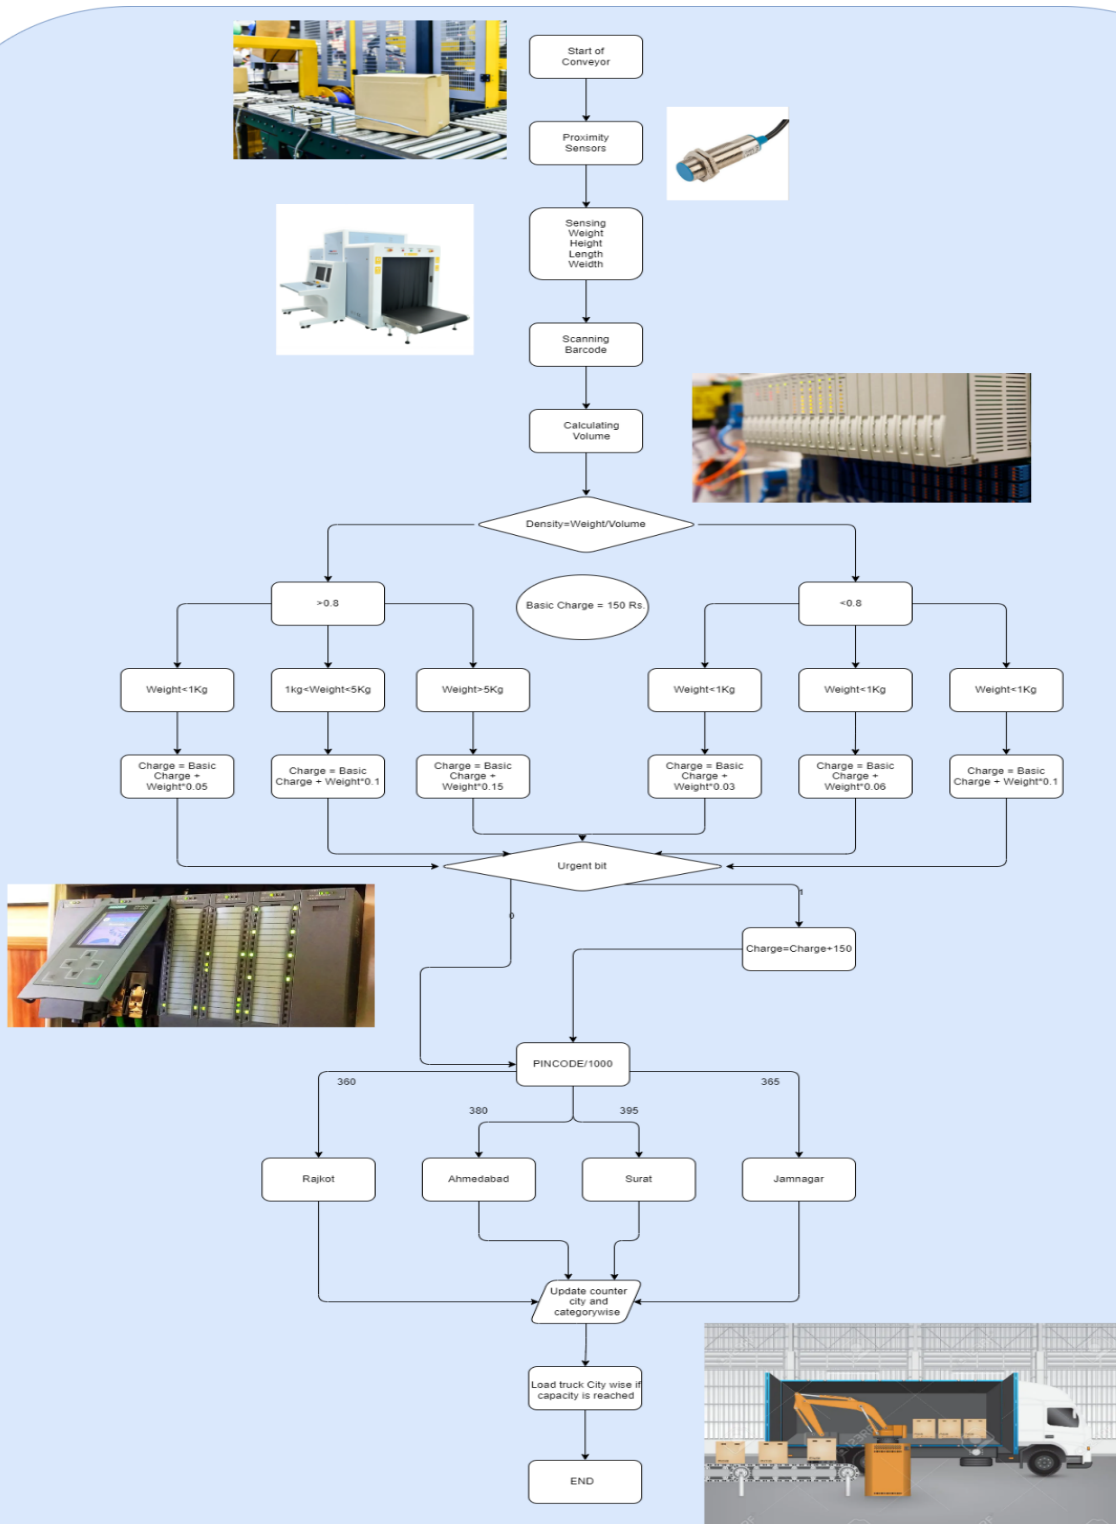 Start of
Conveyor
Proximity
Sensors
Sensing
Weight
Height
Length
Weidth
Scanning
Barcode
Calculating
Volume
Density=Weight/Volume
>0.8
Basic Charge = 150 Rs.
<0.8
Weight<1Kg
1kg<Weight<5Kg
Weight>5Kg
Weight<1Kg
Weight<1Kg
Weight<1Kg
Charge = Basic
Charge +
Weight*0.05
Charge = Basic
Charge + Weight*0.1
Charge = Basic
Charge +
Weight*0.15
Charge = Basic
Charge +
Weight*0.03
Charge = Basic
Charge +
Weight*0.06
Charge = Basic
Charge + Weight*0.1
Urgent bit
0
1
Charge=Charge+150
PINCODE/1000
360
380
395
365
Rajkot
Ahmedabad
Surat
Jamnagar
Update counter
city and
categorywise
Load truck City wise if
capacity is reached
END